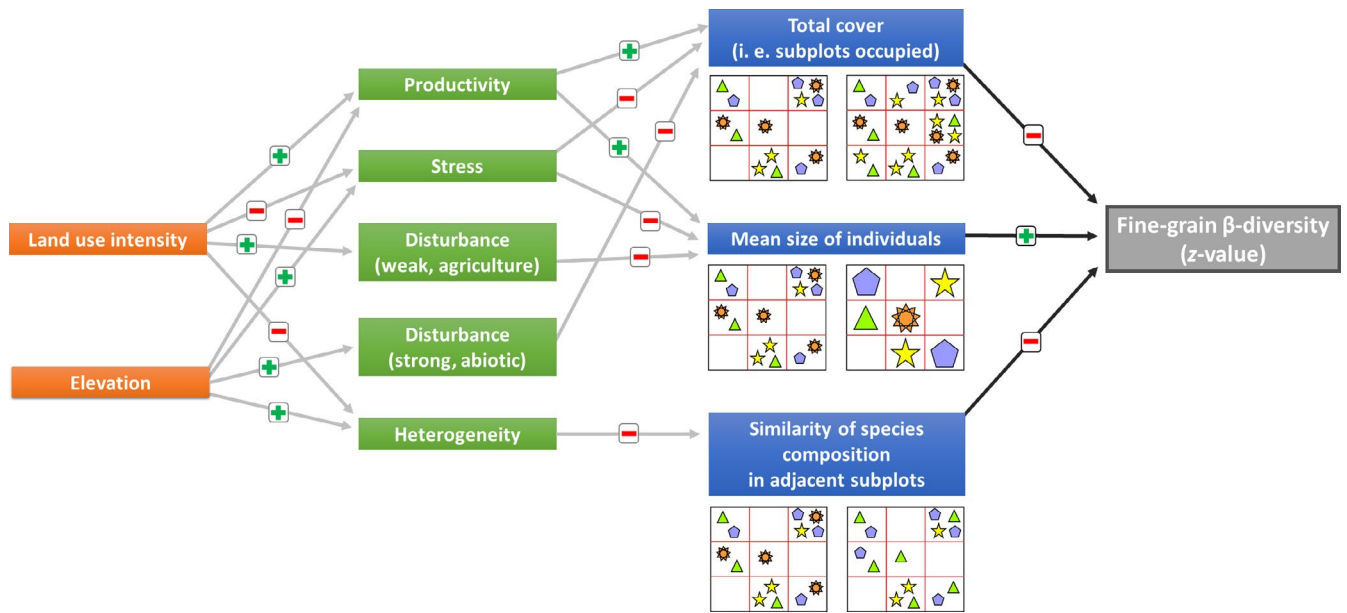 Land use intensity
Elevation
Productivity
Stress
Disturbance
(weak, agriculture)
Disturbance
(strong, abiotic)
Heterogeneity
Total cover
(i. e. subplots occupied)
Mean size of individuals
Similarity of species
composition
in adjacent subplots
Fine-grain β-diversity
(z-value)